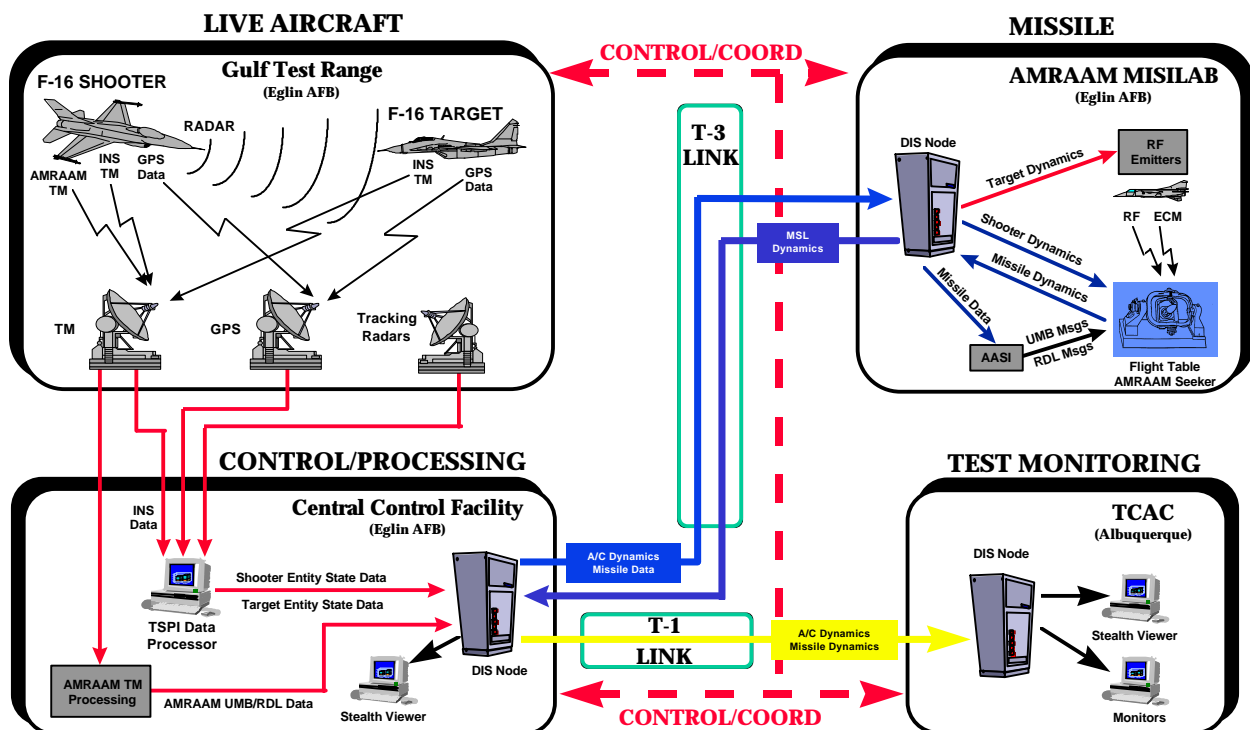 LIVE AIRCRAFT
Gulf Test Range
(Eglin AFB)
F-16 SHOOTER
RADAR
F-16 TARGET
INS
TM
GPS
Data
AMRAAM
TM
INS
TM
GPS
Data
TM
GPS
Tracking
Radars
CONTROL/COORD
T-3
LINK
MSL
Dynamics
MISSILE
AMRAAM MISILAB
(Eglin AFB)
DIS Node
Target Dynamics
RF
Emitters
RF
ECM
Shooter Dynamics
Missile Dynamics
Missile Data
AASI
UMB Msgs
RDL Msgs
Flight Table
AMRAAM Seeker
CONTROL/PROCESSING
Central Control Facility
(Eglin AFB)
INS
Data
TSPI Data
Processor
Shooter Entity State Data
Target Entity State Data
AMRAAM TM
Processing
AMRAAM UMB/RDL Data
Stealth Viewer
DIS Node
A/C Dynamics
Missile Data
T-1
LINK
A/C Dynamics
Missile Dynamics
CONTROL/COORD
TEST MONITORING
TCAC
(Albuquerque)
DIS Node
Stealth Viewer
Monitors